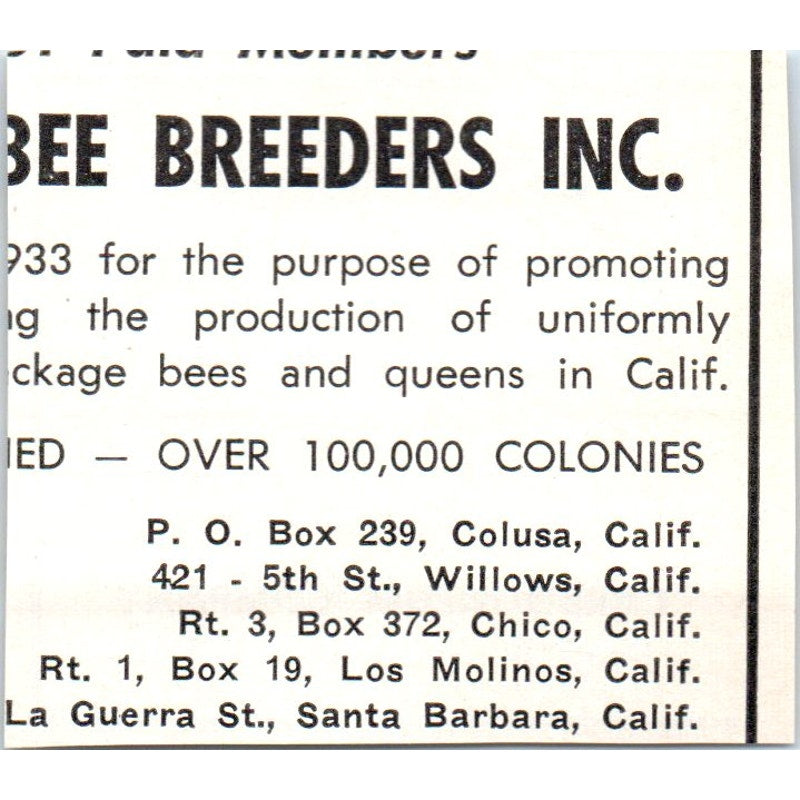 Paid Members
BEE BREEDERS INC.
933 for the purpose of promoting
the production of uniformly
bees and queens in Calif.
— OVER 100,000 COLONIES
P. O. Box 239, Colusa, Calif.
421 - 5th St., Willows, Calif.
Rt. 3, Box 372, Chico, Calif.
Rt. 1, Box 19, Los Molinos, Calif.
La Guerra St., Santa Barbara, Calif.